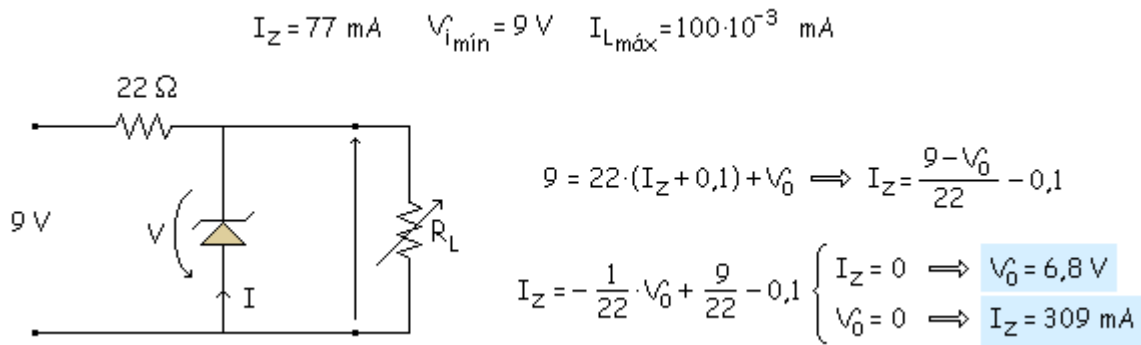 I_Z = 77 mA V_i mín = 9 V I_L máx = 100·10⁻³ mA
22 Ω
9 V
V
I
R_L
9 = 22·(I_Z + 0,1) + V_0 ⟹ I_Z = (9 − V_0)/22 − 0,1
I_Z = − 1/22 · V_0 + 9/22 − 0,1 { I_Z = 0 ⟹ V_0 = 6,8 V
V_0 = 0 ⟹ I_Z = 309 mA